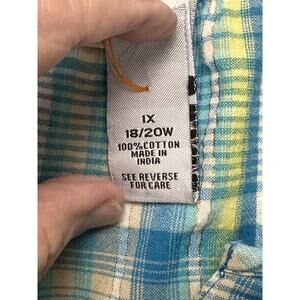 1X
18/20W
100% COTTON
MADE IN
INDIA
SEE REVERSE
FOR CARE